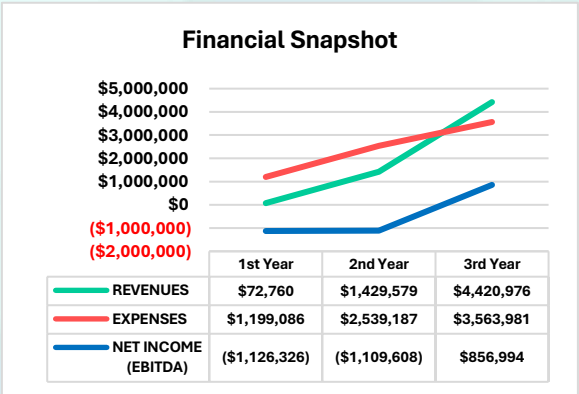 Financial Snapshot
$5,000,000
$4,000,000
$3,000,000
$2,000,000
$1,000,000
$0
($1,000,000)
($2,000,000)
1st Year 2nd Year 3rd Year
REVENUES $72,760 $1,429,579 $4,420,976
EXPENSES $1,199,086 $2,539,187 $3,563,981
NET INCOME
(EBITDA) ($1,126,326) ($1,109,608) $856,994